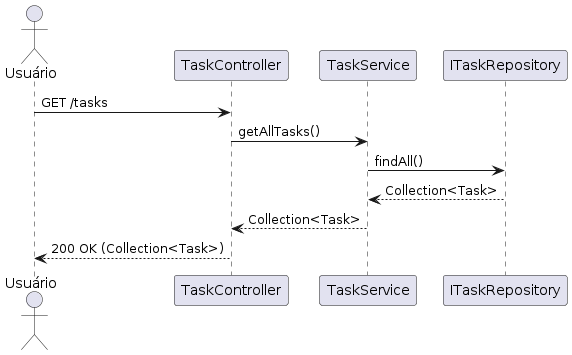 Usuário
TaskController
TaskService
ITaskRepository
GET /tasks
getAllTasks()
findAll()
Collection<Task>
Collection<Task>
200 OK (Collection<Task>)
Usuário
TaskController
TaskService
ITaskRepository